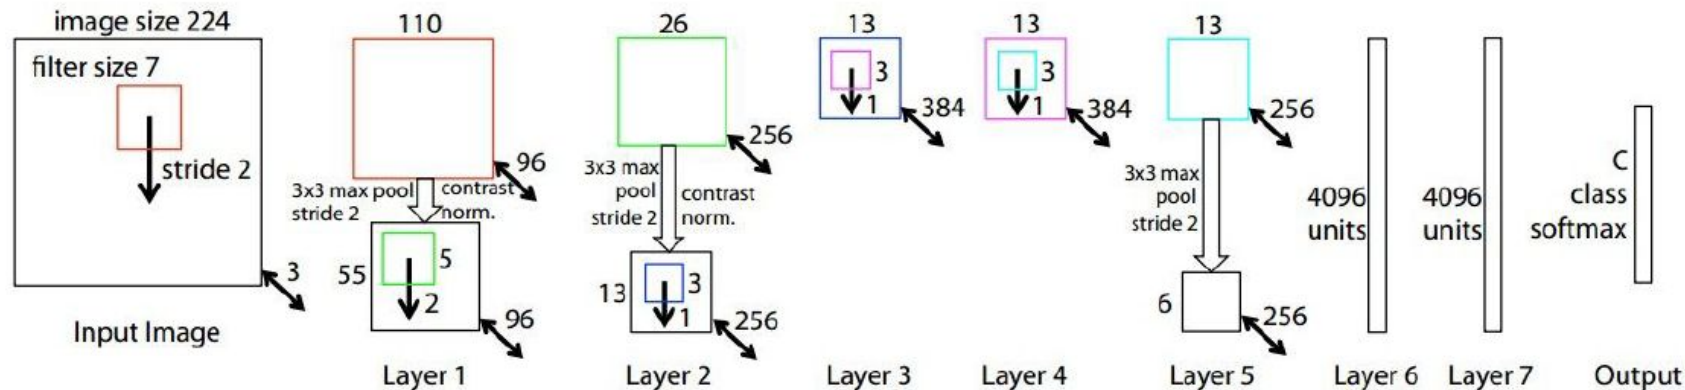 image size 224
filter size 7
stride 2
3
Input Image
110
96
3x3 max pool
stride 2
contrast
norm.
55
5
2
96
Layer 1
26
256
3x3 max
pool
stride 2
contrast
norm.
13
3
1
256
Layer 2
13
3
1
384
Layer 3
13
3
1
384
Layer 4
13
256
3x3 max
pool
stride 2
6
256
Layer 5
4096
units
Layer 6
4096
units
Layer 7
C
class
softmax
Output